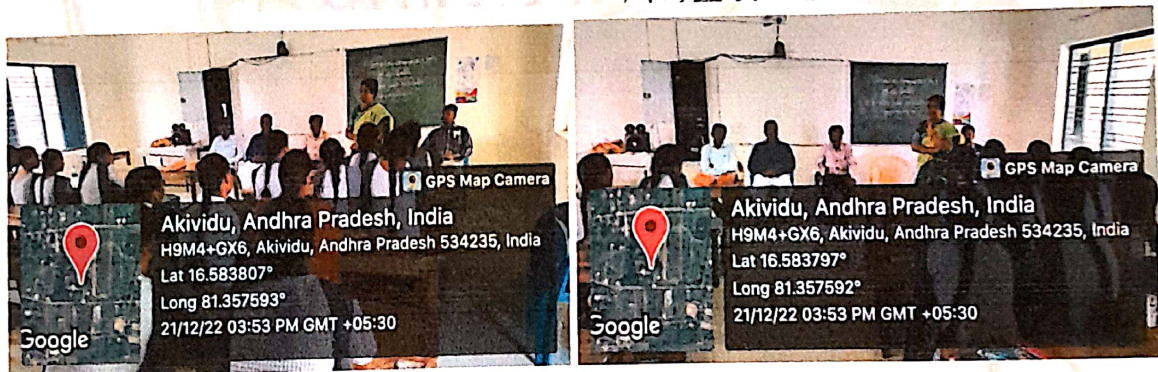 GPS Map Camera
Akividu, Andhra Pradesh, India
H9M4+GX6, Akividu, Andhra Pradesh 534235, India
Lat 16.583807°
Long 81.357593°
21/12/22 03:53 PM GMT +05:30
Google
GPS Map Camera
Akividu, Andhra Pradesh, India
H9M4+GX6, Akividu, Andhra Pradesh 534235, India
Lat 16.583797°
Long 81.357592°
21/12/22 03:53 PM GMT +05:30
Google